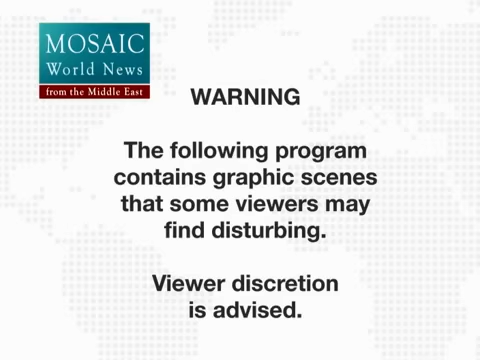 MOSAIC
World News
from the Middle East
WARNING
The following program
contains graphic scenes
that some viewers may
find disturbing.
Viewer discretion
is advised.